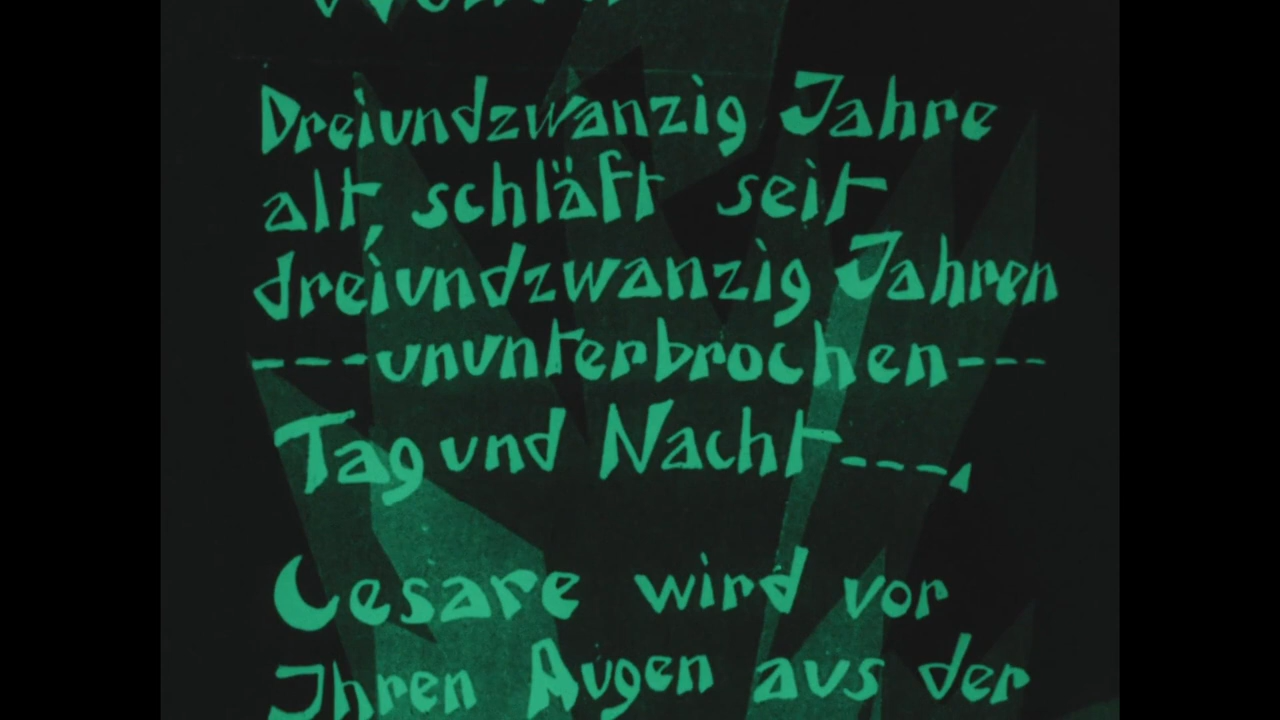 Dreiundzwanzig Jahre
alt, schläft seit
dreiundzwanzig Jahren
---ununterbrochen---
Tag und Nacht----,
Cesare wird vor
Ihren Augen aus der